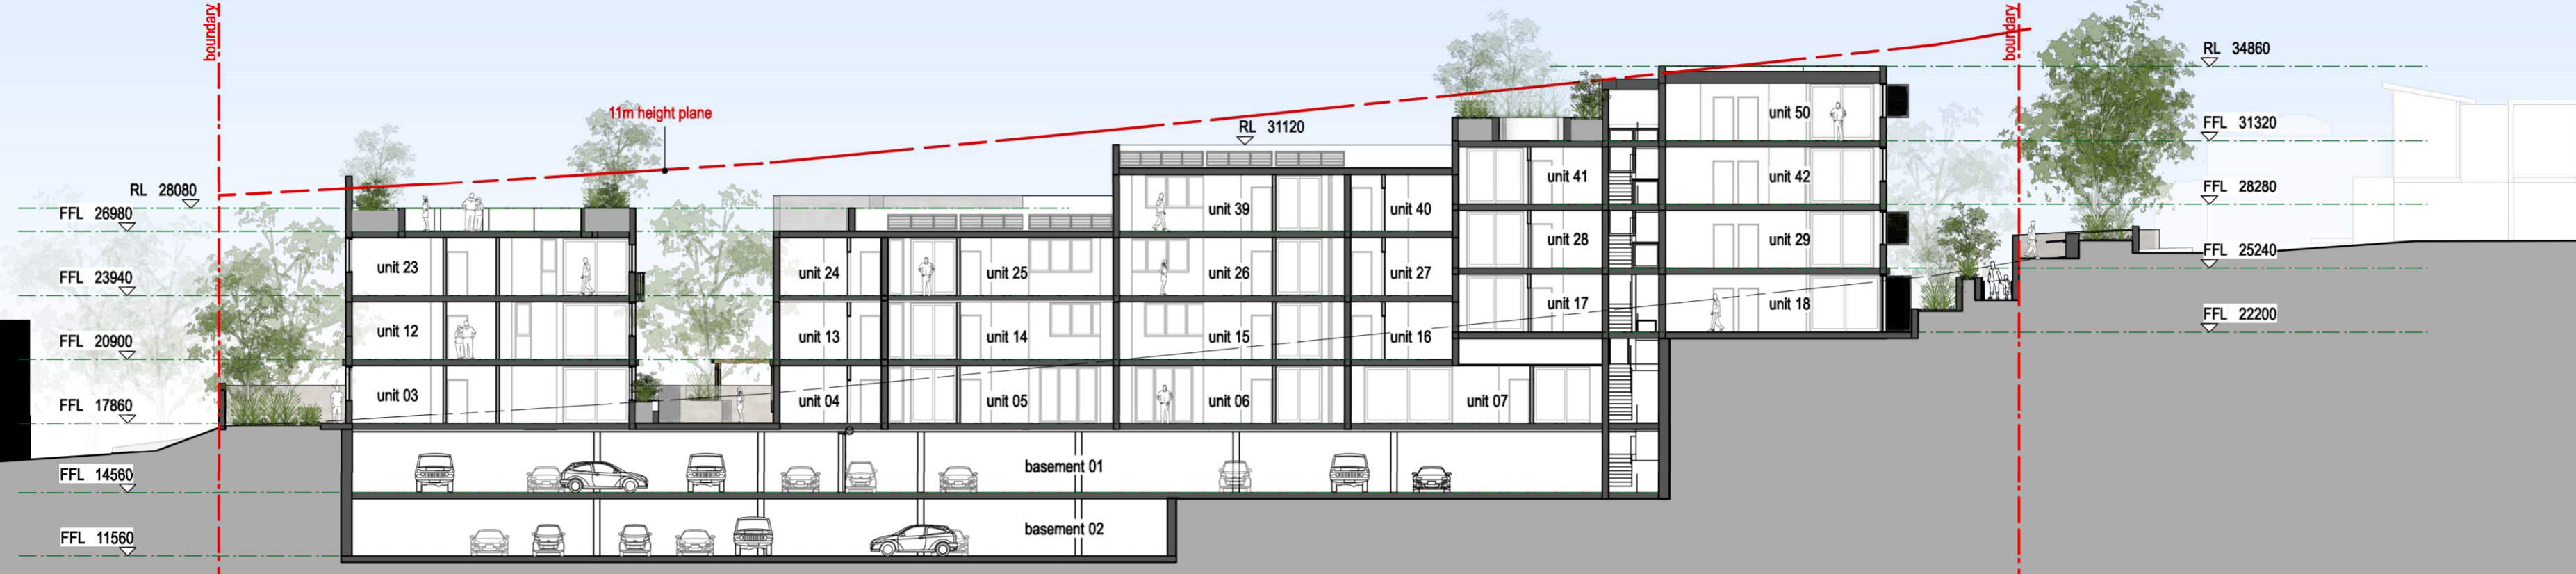 boundary
boundary
RL 34860
11m height plane
unit 50
RL 31120
FFL 31320
unit 41
unit 42
RL 28080
FFL 28280
FFL 26980
unit 39
unit 40
unit 28
unit 29
FFL 25240
unit 23
unit 24
unit 25
unit 26
unit 27
FFL 23940
unit 17
unit 18
FFL 22200
unit 12
unit 13
unit 14
unit 15
unit 16
FFL 20900
unit 03
unit 04
unit 05
unit 06
unit 07
FFL 17860
basement 01
FFL 14560
basement 02
FFL 11560